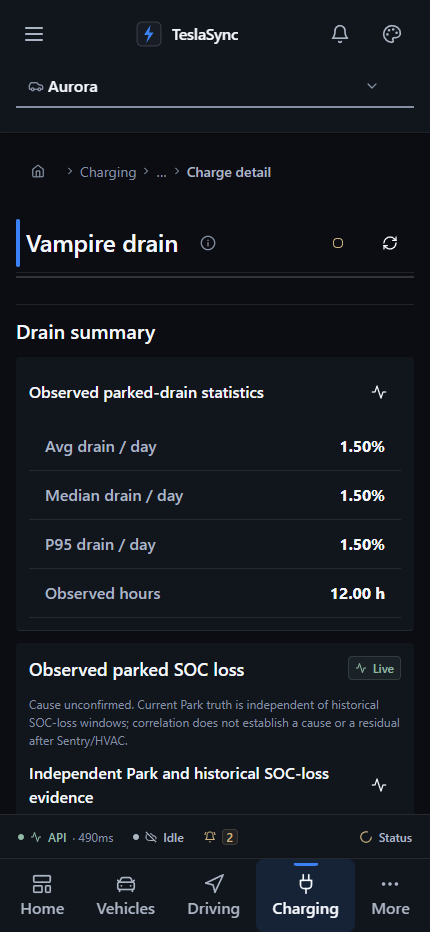 TeslaSync
Aurora
Charging ... Charge detail
Vampire drain
Drain summary
Observed parked-drain statistics
Avg drain / day 1.50%
Median drain / day 1.50%
P95 drain / day 1.50%
Observed hours 12.00 h
Observed parked SOC loss Live
Cause unconfirmed. Current Park truth is independent of historical
SOC-loss windows; correlation does not establish a cause or a residual
after Sentry/HVAC.
Independent Park and historical SOC-loss
evidence
API · 490ms Idle 2 Status
Home Vehicles Driving Charging More